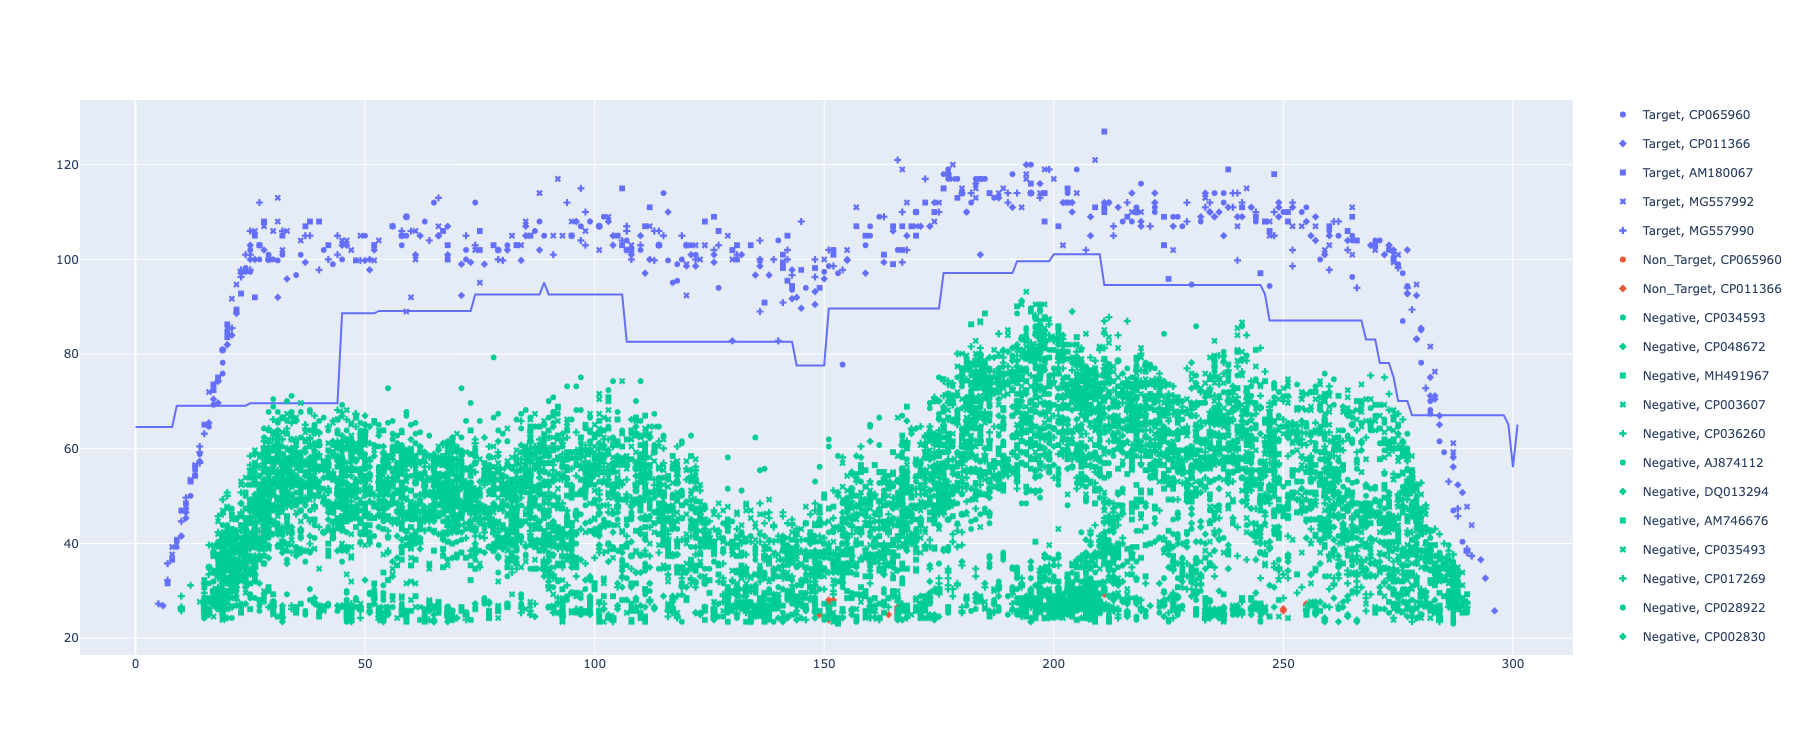 120
100
80
60
40
20
0
50
100
150
200
250
300
Target, CP065960
Target, CP011366
Target, AM180067
Target, MG557992
Target, MG557990
Non_Target, CP065960
Non_Target, CP011366
Negative, CP034593
Negative, CP048672
Negative, MH491967
Negative, CP003607
Negative, CP036260
Negative, AJ874112
Negative, DQ013294
Negative, AM746676
Negative, CP035493
Negative, CP017269
Negative, CP028922
Negative, CP002830